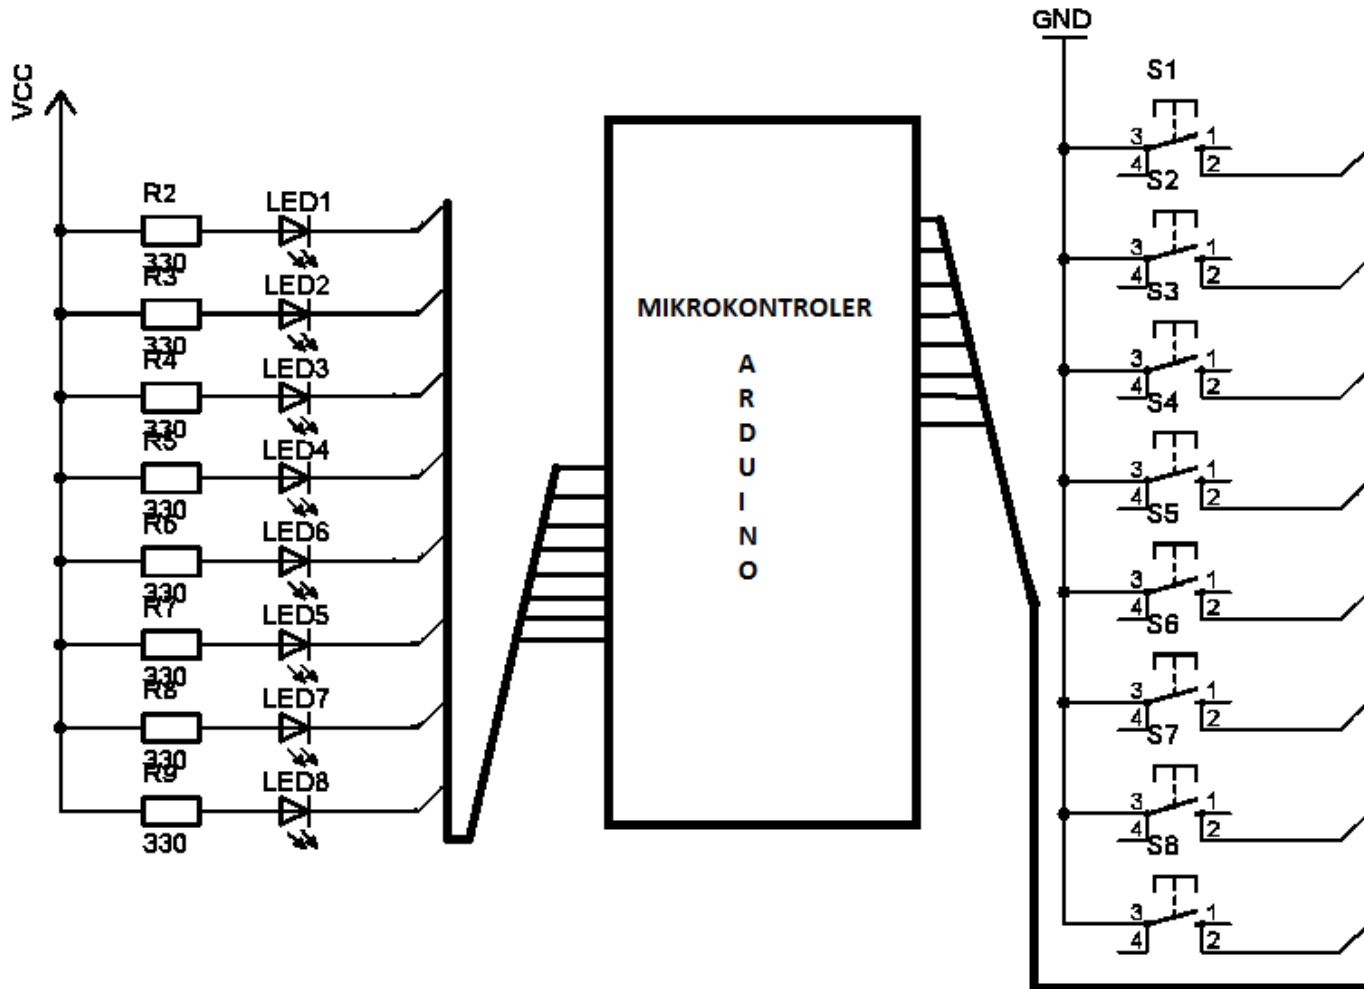 VCC
R2
LED1
330
R3
LED2
330
R4
LED3
330
R5
LED4
330
R6
LED6
330
R7
LED5
330
R8
LED7
330
R9
LED8
330
MIKROKONTROLER
A
R
D
U
I
N
O
GND
S1
3 1
4 2
S2
3 1
4 2
S3
3 1
4 2
S4
3 1
4 2
S5
3 1
4 2
S6
3 1
4 2
S7
3 1
4 2
S8
3 1
4 2